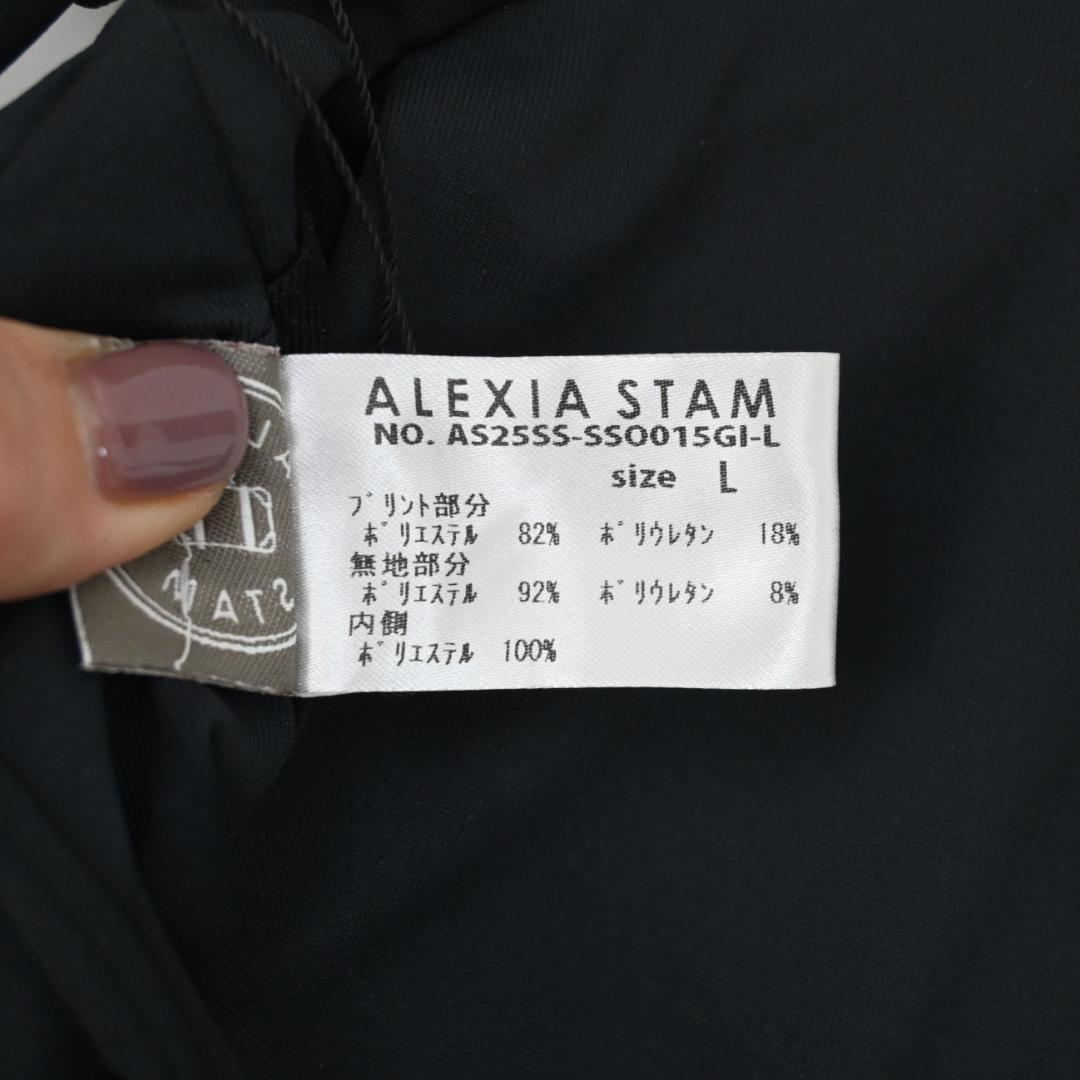 ALEXIA STAM
NO. AS25SS-SSO015GI-L
size L
プリント部分
ポリエステル 82% ポリウレタン 18%
無地部分
ポリエステル 92% ポリウレタン 8%
内側
ポリエステル 100%